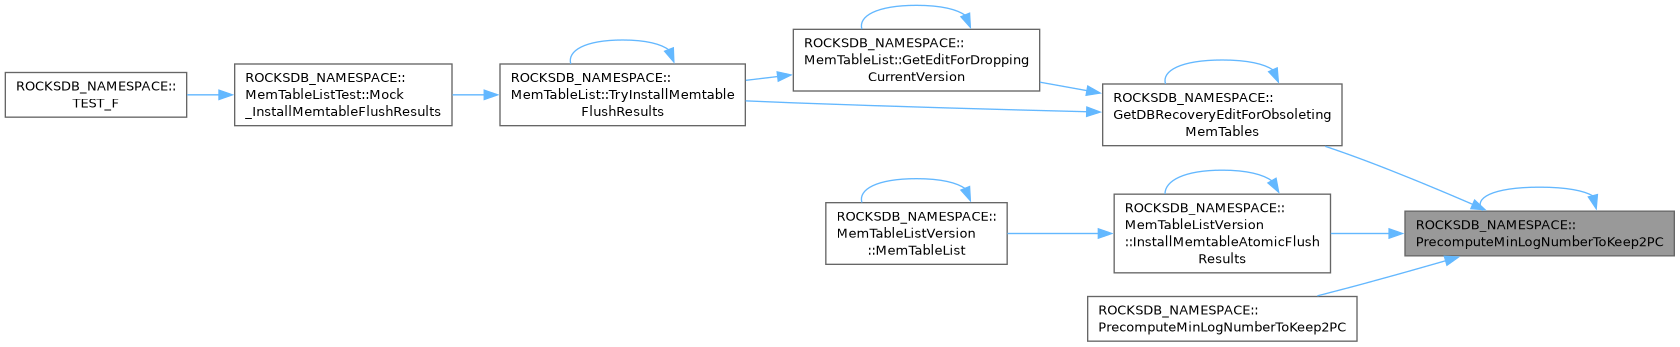 ROCKSDB_NAMESPACE::
TEST_F
ROCKSDB_NAMESPACE::
MemTableListTest::Mock
_InstallMemtableFlushResults
ROCKSDB_NAMESPACE::
MemTableList::TryInstallMemtable
FlushResults
ROCKSDB_NAMESPACE::
MemTableList::GetEditForDropping
CurrentVersion
ROCKSDB_NAMESPACE::
GetDBRecoveryEditForObsoleting
MemTables
ROCKSDB_NAMESPACE::
MemTableListVersion
::MemTableList
ROCKSDB_NAMESPACE::
MemTableListVersion
::InstallMemtableAtomicFlush
Results
ROCKSDB_NAMESPACE::
PrecomputeMinLogNumberToKeep2PC
ROCKSDB_NAMESPACE::
PrecomputeMinLogNumberToKeep2PC